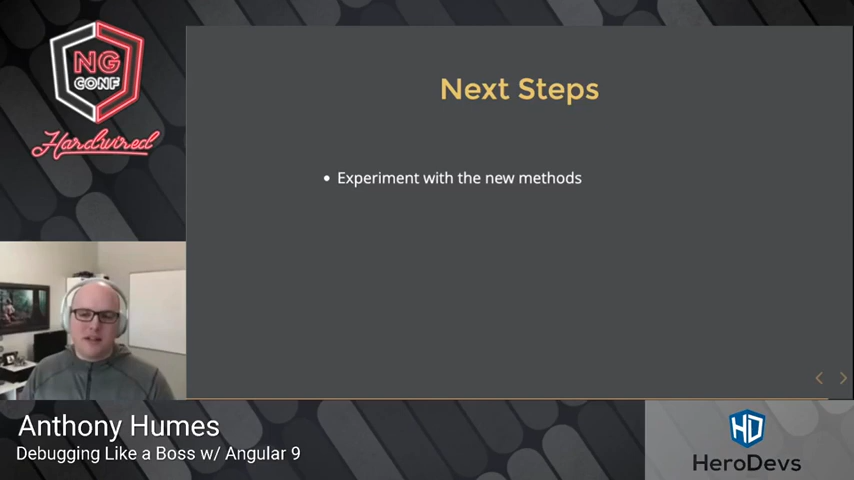 NG
CONF
Hardwired
Next Steps
• Experiment with the new methods
Anthony Humes
Debugging Like a Boss w/ Angular 9
HD
HeroDevs